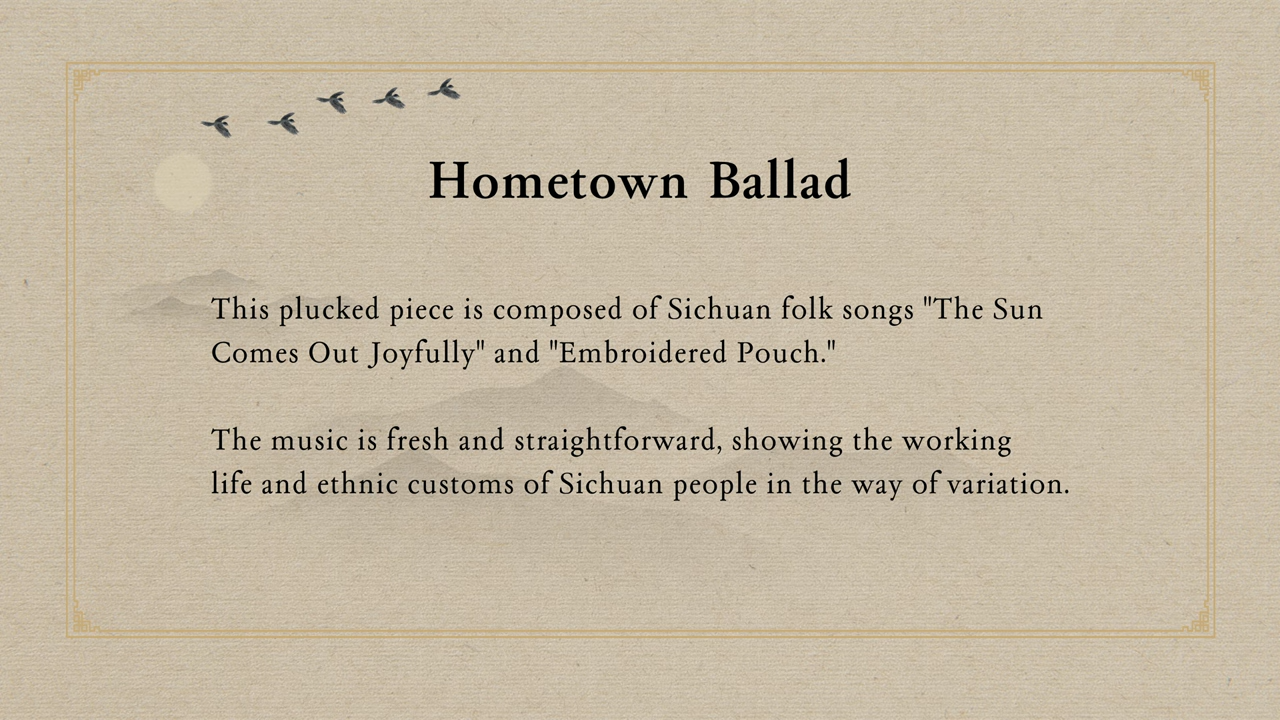 Hometown Ballad
This plucked piece is composed of Sichuan folk songs "The Sun
Comes Out Joyfully" and "Embroidered Pouch."
The music is fresh and straightforward, showing the working
life and ethnic customs of Sichuan people in the way of variation.